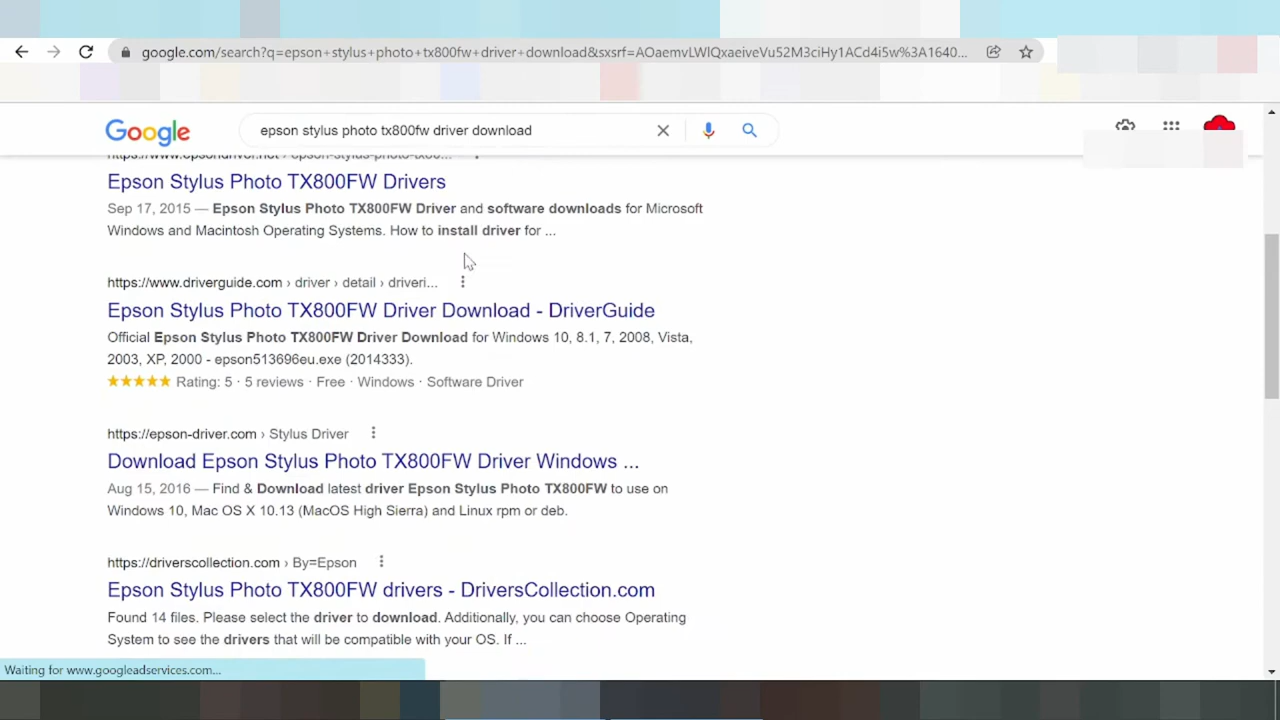 google.com/search?q=epson+stylus+photo+tx800fw+driver+download&sxsrf=AOaemvLWlQxaeiveVu52M3ciHy1ACd4i5w%3A1640...
Google
epson stylus photo tx800fw driver download
https://www.epsondriver.net › epson-stylus-photo-tx80...
Epson Stylus Photo TX800FW Drivers
Sep 17, 2015 — Epson Stylus Photo TX800FW Driver and software downloads for Microsoft
Windows and Macintosh Operating Systems. How to install driver for ...
https://www.driverguide.com › driver › detail › driveri...
Epson Stylus Photo TX800FW Driver Download - DriverGuide
Official Epson Stylus Photo TX800FW Driver Download for Windows 10, 8.1, 7, 2008, Vista,
2003, XP, 2000 - epson513696eu.exe (2014333).
Rating: 5 · 5 reviews · Free · Windows · Software Driver
https://epson-driver.com › Stylus Driver
Download Epson Stylus Photo TX800FW Driver Windows ...
Aug 15, 2016 — Find & Download latest driver Epson Stylus Photo TX800FW to use on
Windows 10, Mac OS X 10.13 (MacOS High Sierra) and Linux rpm or deb.
https://driverscollection.com › By=Epson
Epson Stylus Photo TX800FW drivers - DriversCollection.com
Found 14 files. Please select the driver to download. Additionally, you can choose Operating
System to see the drivers that will be compatible with your OS. If ...
Waiting for www.googleadservices.com...